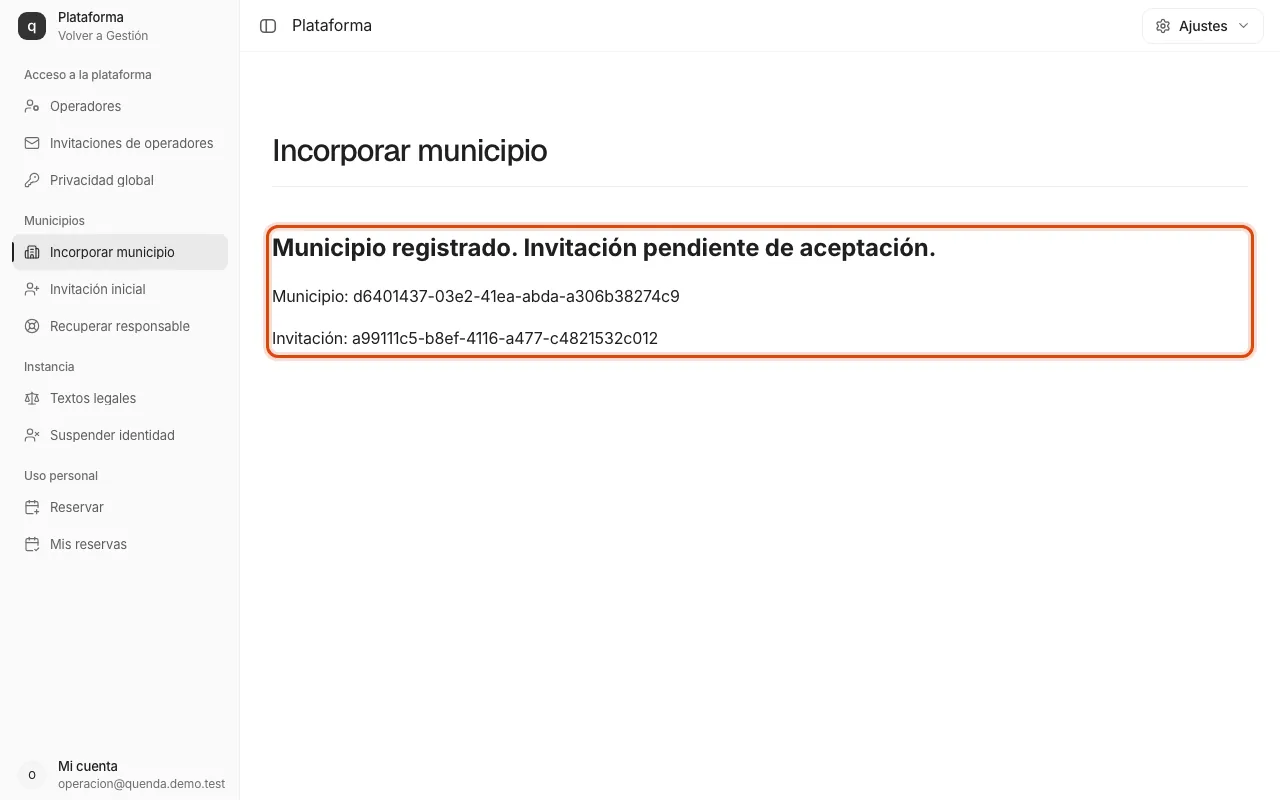 q
Plataforma
Volver a Gestión
Acceso a la plataforma
Operadores
Invitaciones de operadores
Privacidad global
Municipios
Incorporar municipio
Invitación inicial
Recuperar responsable
Instancia
Textos legales
Suspender identidad
Uso personal
Reservar
Mis reservas
O
Mi cuenta
operacion@quenda.demo.test
Plataforma
Ajustes
Incorporar municipio
Municipio registrado. Invitación pendiente de aceptación.
Municipio: d6401437-03e2-41ea-abda-a306b38274c9
Invitación: a99111c5-b8ef-4116-a477-c4821532c012